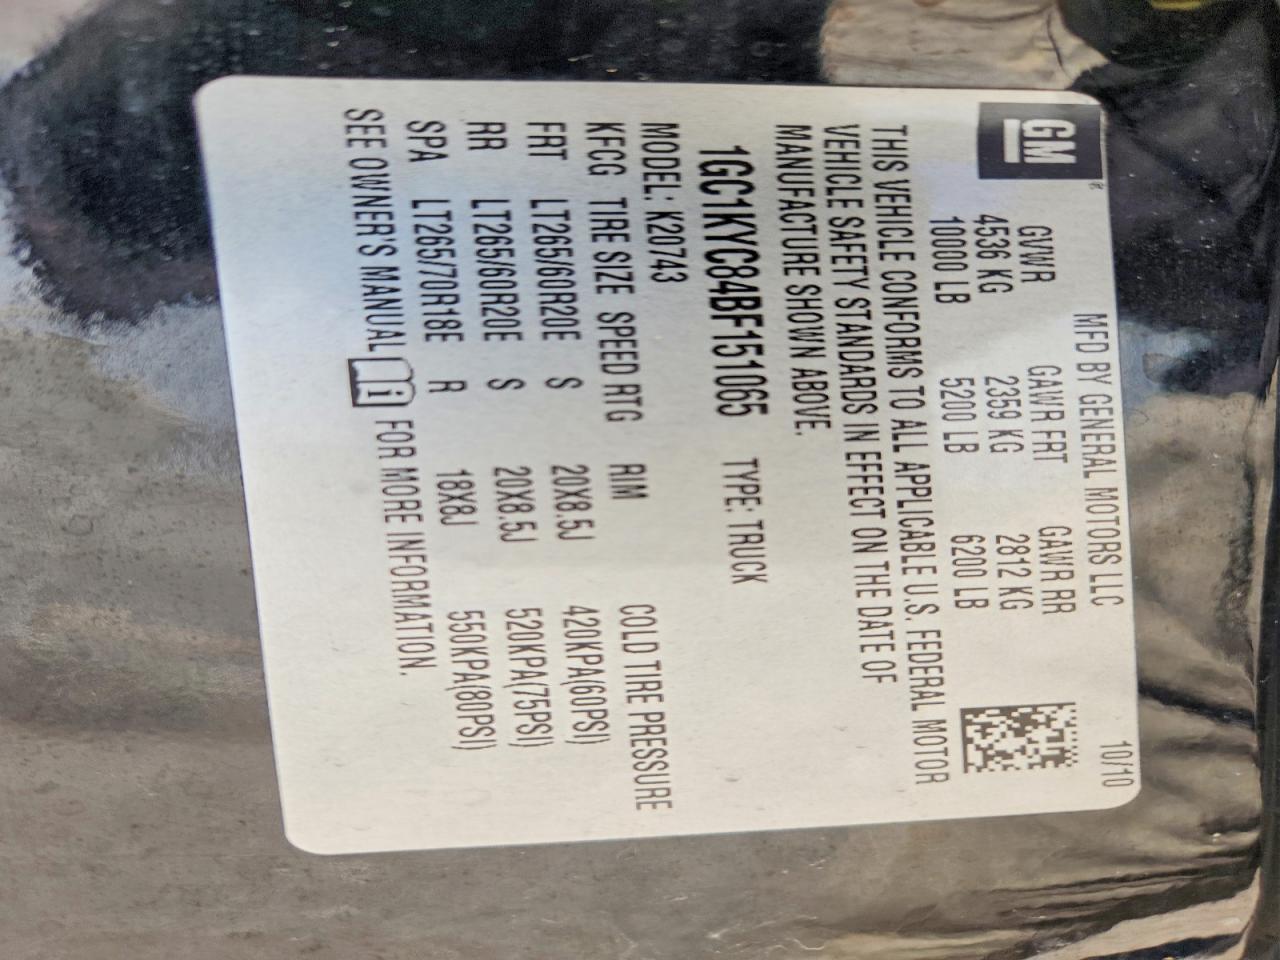 GM
MFD BY GENERAL MOTORS LLC 10/10
GVWR GAWR FRT GAWR RR
4536 KG 2359 KG 2812 KG
10000 LB 5200 LB 6200 LB
THIS VEHICLE CONFORMS TO ALL APPLICABLE U.S. FEDERAL MOTOR
VEHICLE SAFETY STANDARDS IN EFFECT ON THE DATE OF
MANUFACTURE SHOWN ABOVE.
1GC1KYC84BF151065 TYPE: TRUCK
MODEL: K20743
KFCG TIRE SIZE SPEED RTG RIM COLD TIRE PRESSURE
FRT LT265/60R20E S 20X8.5J 420KPA(60PSI)
RR LT265/60R20E S 20X8.5J 520KPA(75PSI)
SPA LT265/70R18E R 18X8J 550KPA(80PSI)
SEE OWNER'S MANUAL i FOR MORE INFORMATION.